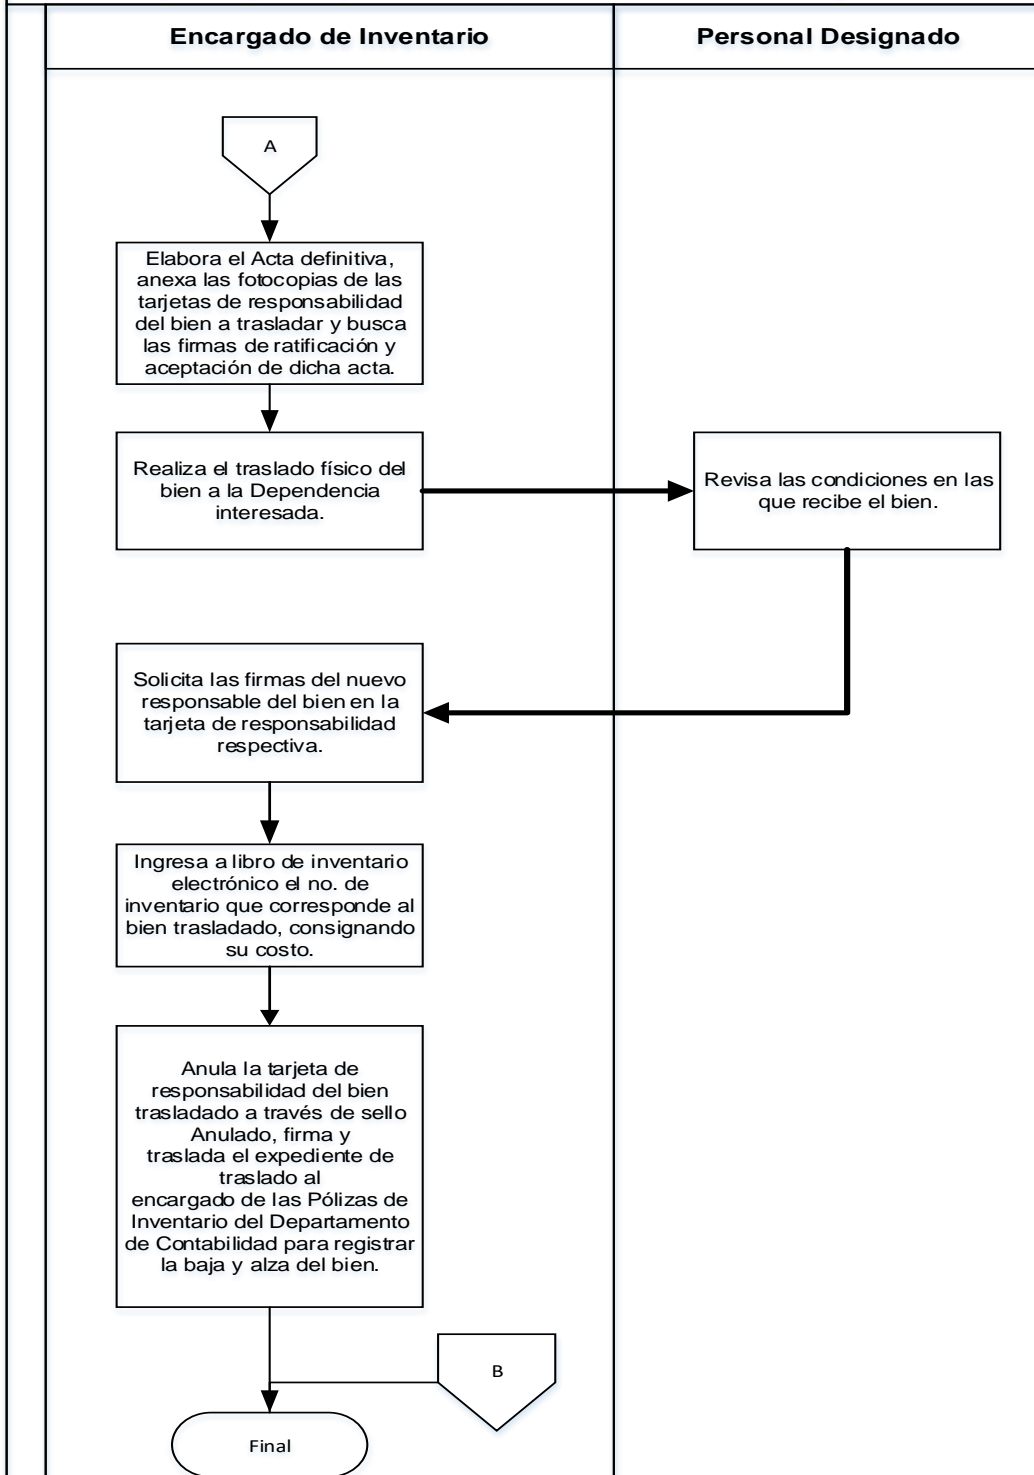 Encargado de Inventario
Personal Designado
A
Elabora el Acta definitiva,
anexa las fotocopias de las
tarjetas de responsabilidad
del bien a trasladar y busca
las firmas de ratificación y
aceptación de dicha acta.
Realiza el traslado físico del
bien a la Dependencia
interesada.
Revisa las condiciones en las
que recibe el bien.
Solicita las firmas del nuevo
responsable del bien en la
tarjeta de responsabilidad
respectiva.
Ingresa a libro de inventario
electrónico el no. de
inventario que corresponde al
bien trasladado, consignando
su costo.
Anula la tarjeta de
responsabilidad del bien
trasladado a través de sello
Anulado, firma y
traslada el expediente de
traslado al
encargado de las Pólizas de
Inventario del Departamento
de Contabilidad para registrar
la baja y alza del bien.
B
Final